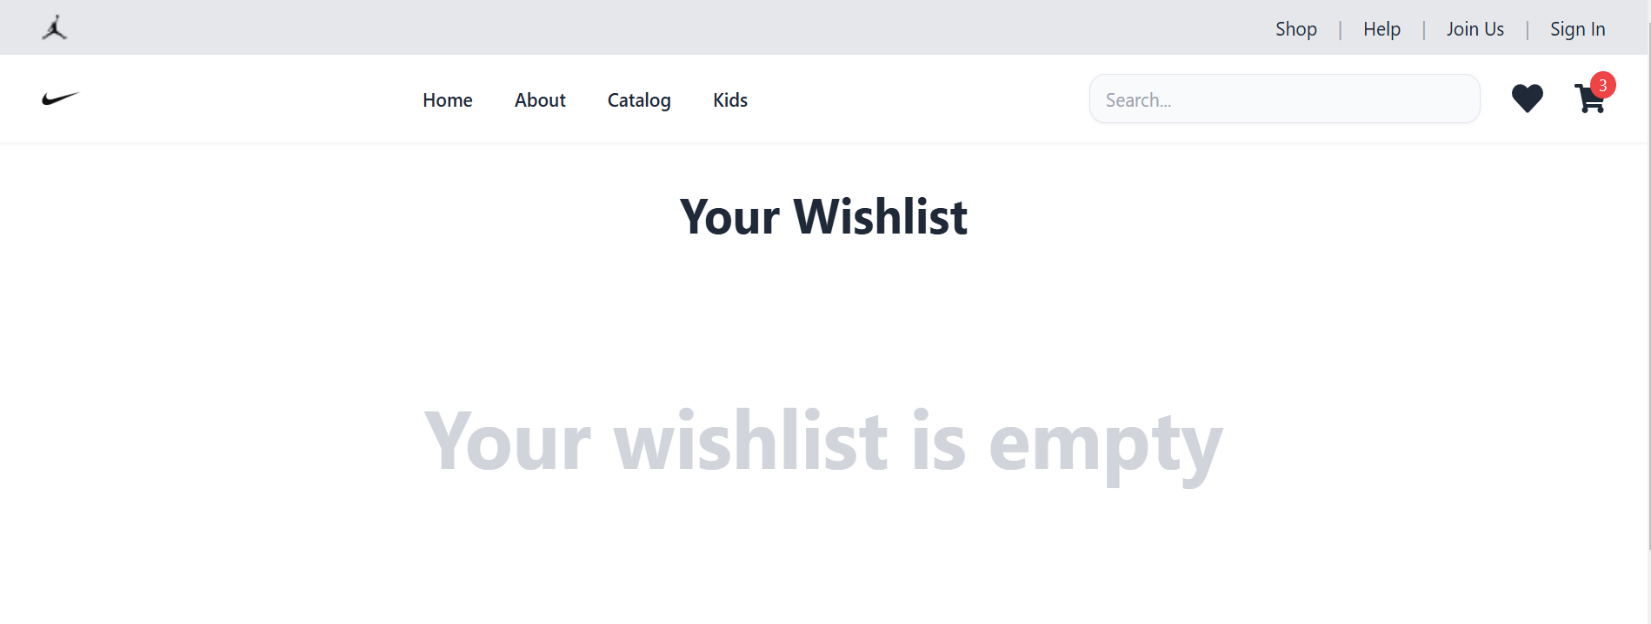 Shop | Help | Join Us | Sign In
Home About Catalog Kids Search... 3
Your Wishlist
Your wishlist is empty